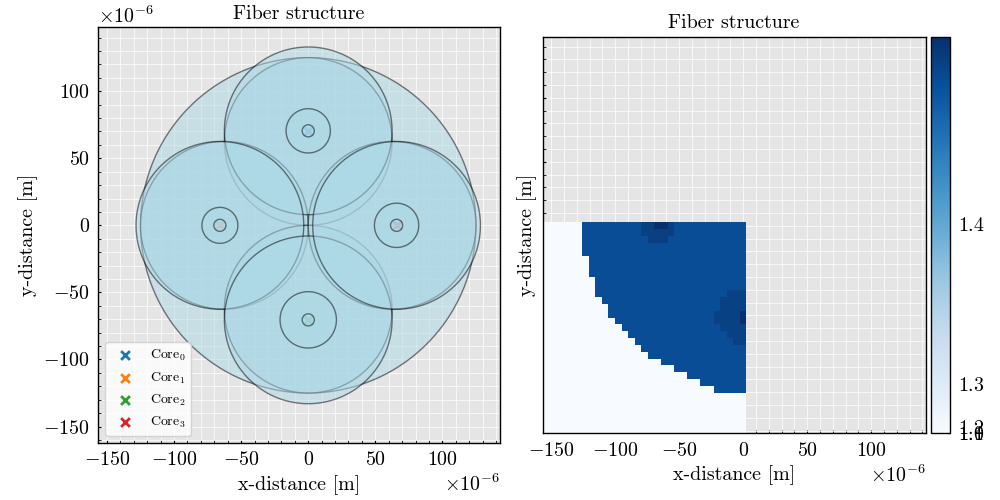 Fiber structure
×10⁻⁶
y-distance [m]
100
50
0
−50
−100
−150
Core₀
Core₁
Core₂
Core₃
−150 −100 −50 0 50 100
x-distance [m]
×10⁻⁶
Fiber structure
y-distance [m]
−150 −100 −50 0 50 100
x-distance [m]
×10⁻⁶
1.4
1.3